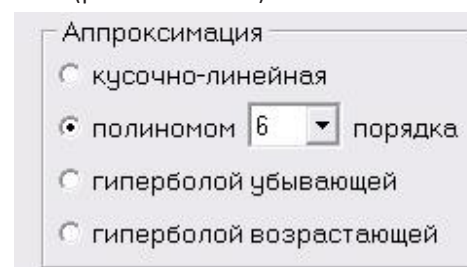 Аппроксимация
кусочно-линейная
полиномом 6 порядка
гиперболой убывающей
гиперболой возрастающей